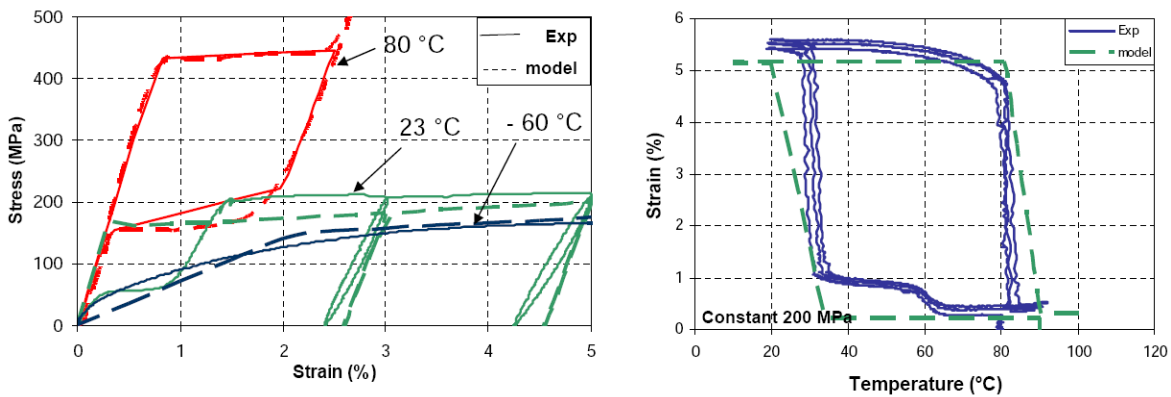 500
400
300
200
100
0
Stress (MPa)
0 1 2 3 4 5
Strain (%)
80 °C
23 °C
- 60 °C
Exp
model
6
5
4
3
2
1
0
Strain (%)
Exp
model
Constant 200 MPa
0 20 40 60 80 100 120
Temperature (°C)